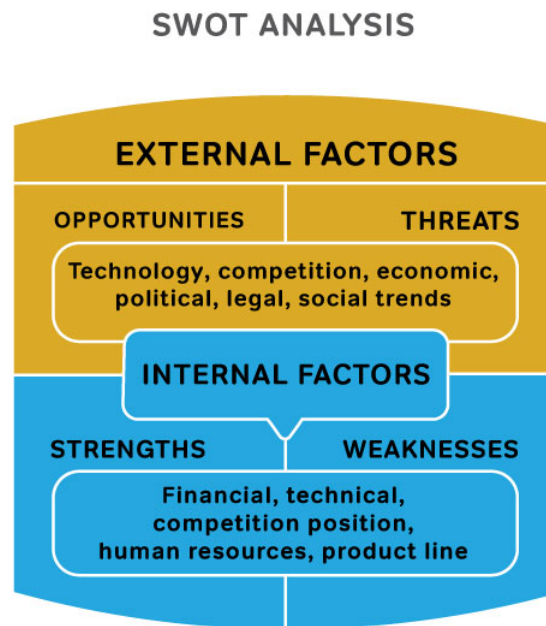 SWOT ANALYSIS
EXTERNAL FACTORS
OPPORTUNITIES
THREATS
Technology, competition, economic,
political, legal, social trends
INTERNAL FACTORS
STRENGTHS
WEAKNESSES
Financial, technical,
competition position,
human resources, product line